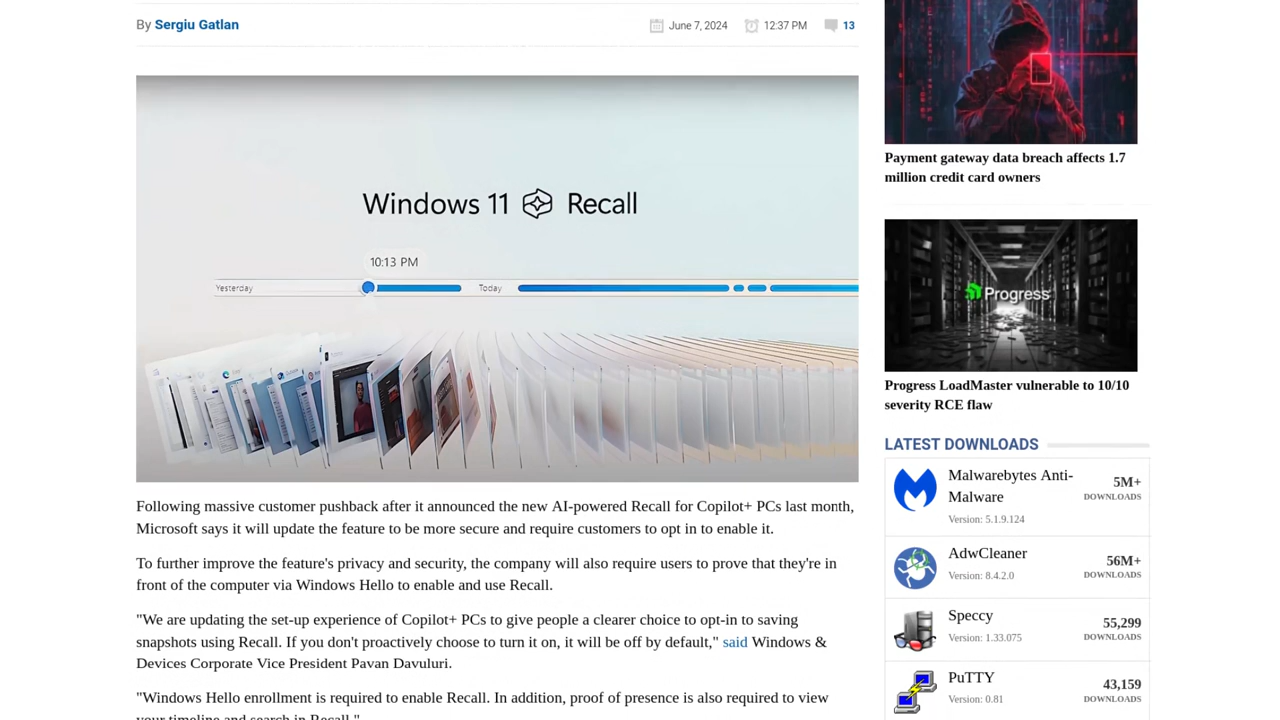 By Sergiu Gatlan
June 7, 2024
12:37 PM
13
Windows 11 Recall
10:13 PM
Yesterday
Today
Following massive customer pushback after it announced the new AI-powered Recall for Copilot+ PCs last month,
Microsoft says it will update the feature to be more secure and require customers to opt in to enable it.
To further improve the feature's privacy and security, the company will also require users to prove that they're in
front of the computer via Windows Hello to enable and use Recall.
"We are updating the set-up experience of Copilot+ PCs to give people a clearer choice to opt-in to saving
snapshots using Recall. If you don't proactively choose to turn it on, it will be off by default," said Windows &
Devices Corporate Vice President Pavan Davuluri.
"Windows Hello enrollment is required to enable Recall. In addition, proof of presence is also required to view
your timeline and search in Recall."
Payment gateway data breach affects 1.7
million credit card owners
Progress
Progress LoadMaster vulnerable to 10/10
severity RCE flaw
LATEST DOWNLOADS
Malwarebytes Anti-
Malware
Version: 5.1.9.124
5M+
DOWNLOADS
AdwCleaner
Version: 8.4.2.0
56M+
DOWNLOADS
Speccy
Version: 1.33.075
55,299
DOWNLOADS
PuTTY
Version: 0.81
43,159
DOWNLOADS